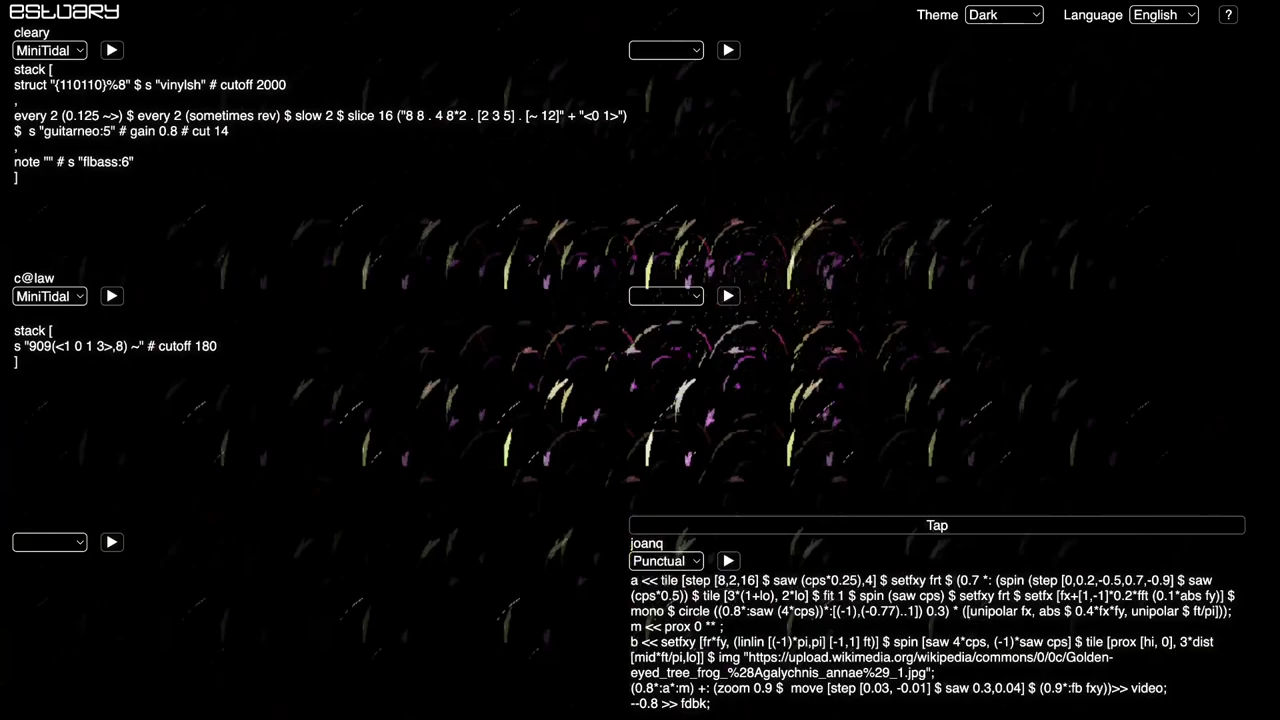 estuary
Theme Dark Language English ?
cleary
MiniTidal
stack [
struct "{110110}%8" $ s "vinylsh" # cutoff 2000
,
every 2 (0.125 ~>) $ every 2 (sometimes rev) $ slow 2 $ slice 16 ("8 8 . 4 8*2 . [2 3 5] . [~ 12]" + "<0 1>")
$  s "guitarneo:5" # gain 0.8 # cut 14
,
note "" # s "flbass:6"
]
c@law
MiniTidal
stack [
s "909(<1 0 1 3>,8) ~" # cutoff 180
]
Tap
joanq
Punctual
a << tile [step [8,2,16] $ saw (cps*0.25),4] $ setfxy frt $ (0.7 *: (spin (step [0,0.2,-0.5,0.7,-0.9] $ saw
(cps*0.5)) $ tile [3*(1+lo), 2*lo] $ fit 1 $ spin (saw cps) $ setfxy frt $ setfx [fx+[1,-1]*0.2*fft (0.1*abs fy)] $
mono $ circle ((0.8*:saw (4*cps))*:[(-1),(-0.77)..1]) 0.3) * ([unipolar fx, abs $ 0.4*fx*fy, unipolar $ ft/pi]));
m << prox 0 ** ;
b << setfxy [fr*fy, (linlin [(-1)*pi,pi] [-1,1] ft)] $ spin [saw 4*cps, (-1)*saw cps] $ tile [prox [hi, 0], 3*dist
[mid*ft/pi,lo]] $ img "https://upload.wikimedia.org/wikipedia/commons/0/0c/Golden-
eyed_tree_frog_%28Agalychnis_annae%29_1.jpg";
(0.8*:a*:m) +: (zoom 0.9 $  move [step [0.03, -0.01] $ saw 0.3,0.04] $ (0.9*:fb fxy))>> video;
--0.8 >> fdbk;